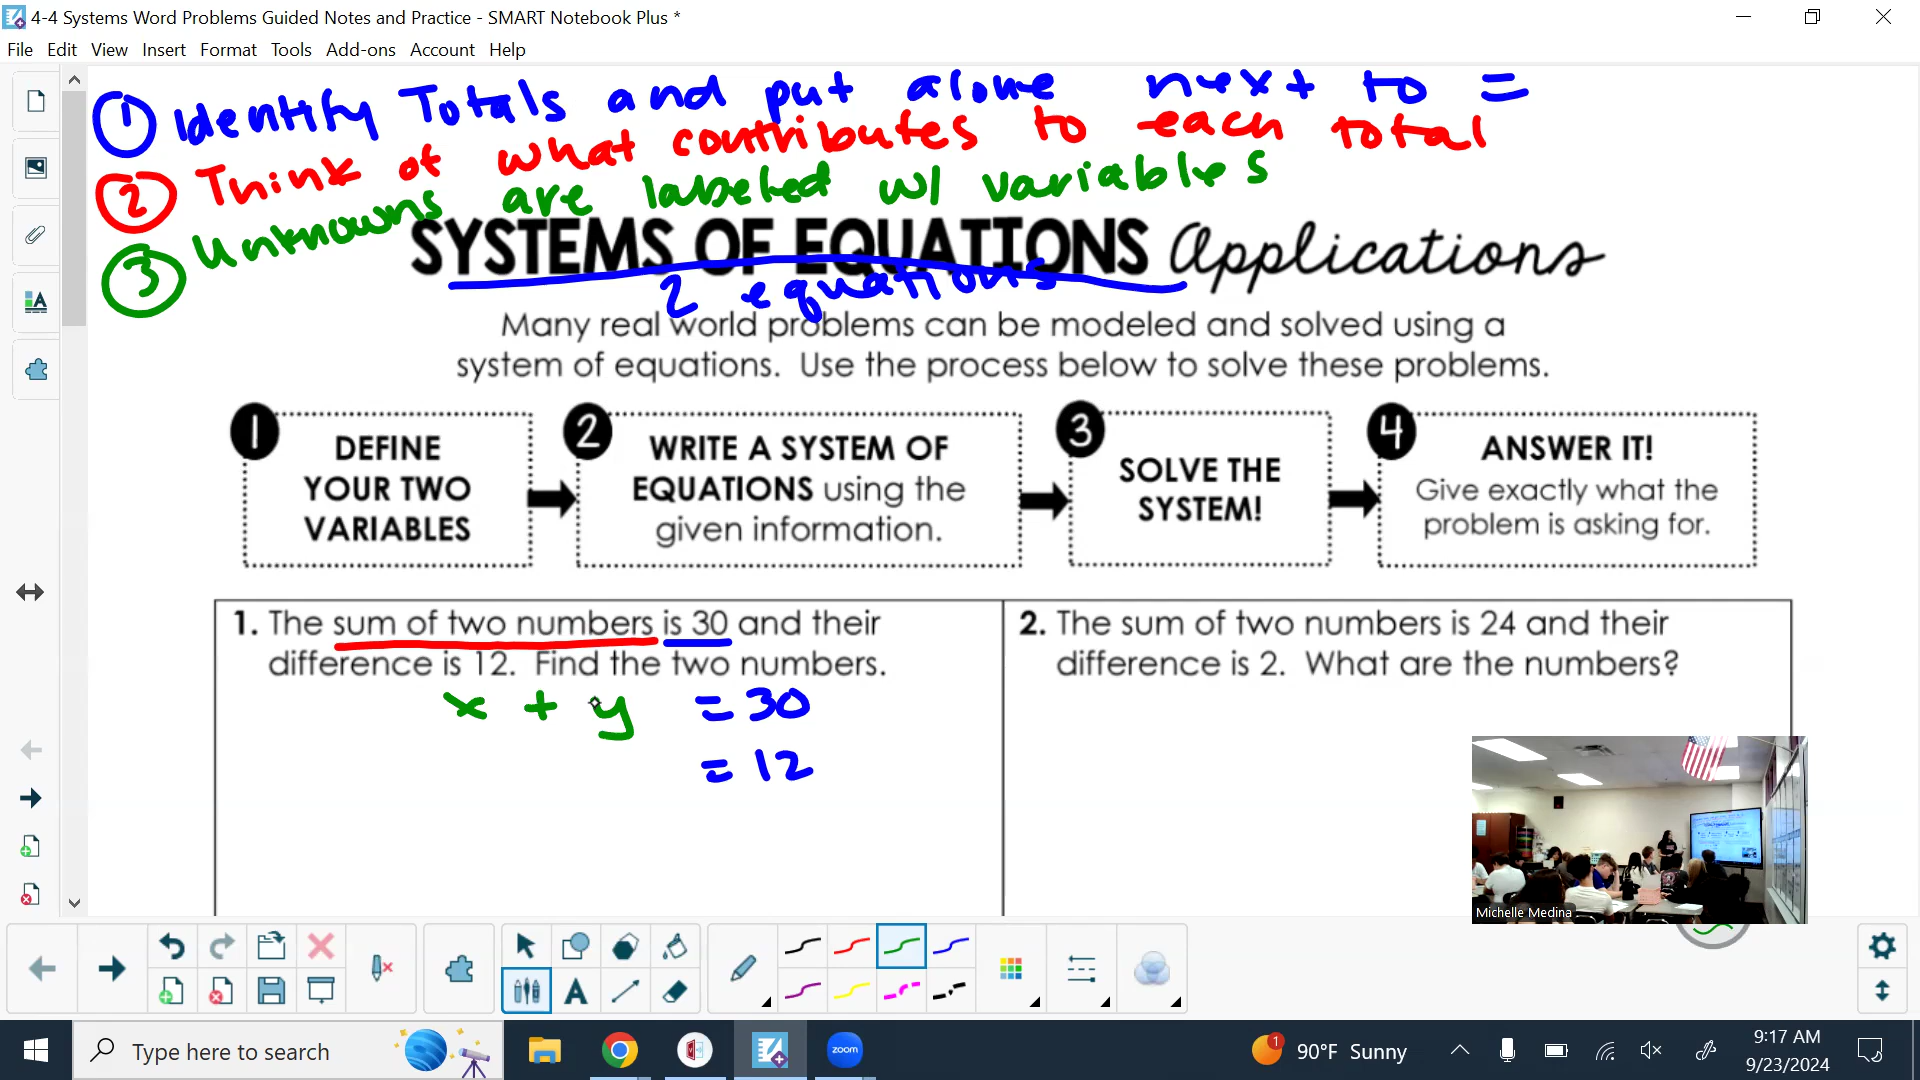 4-4 Systems Word Problems Guided Notes and Practice - SMART Notebook Plus *
File Edit View Insert Format Tools Add-ons Account Help
1 Identify Totals and put alone next to =
2 Think of what contributes to each total
3 Unknowns are labeled w/ variables
SYSTEMS OF EQUATIONS Applications
2 equations
Many real world problems can be modeled and solved using a
system of equations. Use the process below to solve these problems.
1 DEFINE
YOUR TWO
VARIABLES
2 WRITE A SYSTEM OF
EQUATIONS using the
given information.
3 SOLVE THE
SYSTEM!
4 ANSWER IT!
Give exactly what the
problem is asking for.
1. The sum of two numbers is 30 and their
difference is 12. Find the two numbers.
x + y = 30
= 12
2. The sum of two numbers is 24 and their
difference is 2. What are the numbers?
Michelle Medina
Type here to search
zoom
1
90°F Sunny
9:17 AM
9/23/2024